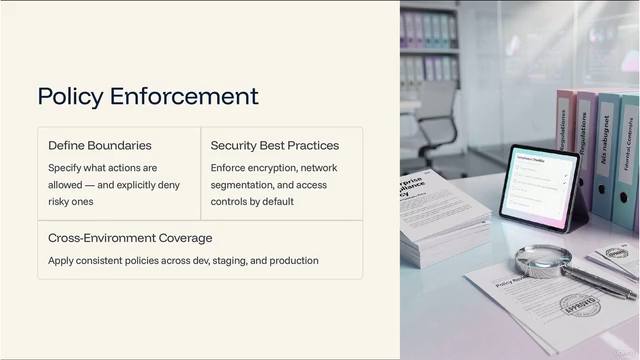 Policy Enforcement
Define Boundaries
Specify what actions are
allowed — and explicitly deny
risky ones
Security Best Practices
Enforce encryption, network
segmentation, and access
controls by default
Cross-Environment Coverage
Apply consistent policies across dev, staging, and production
Regulations
Regulations